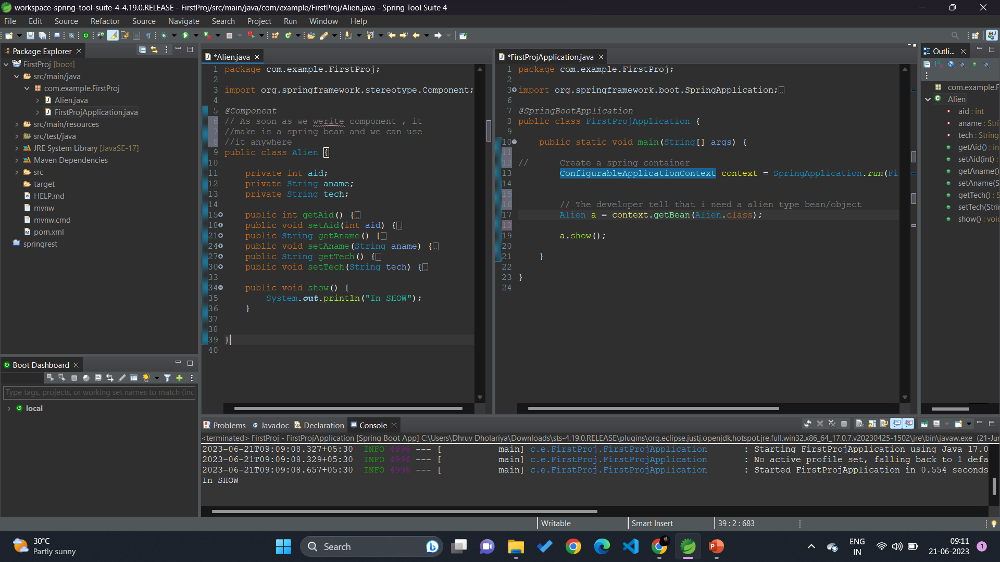 workspace-spring-tool-suite-4-4.19.0.RELEASE - FirstProj/src/main/java/com/example/FirstProj/Alien.java - Spring Tool Suite 4
File Edit Source Refactor Source Navigate Search Project Run Window Help
Package Explorer
FirstProj [boot]
src/main/java
com.example.FirstProj
Alien.java
FirstProjApplication.java
src/main/resources
src/test/java
JRE System Library [JavaSE-17]
Maven Dependencies
src
target
HELP.md
mvnw
mvnw.cmd
pom.xml
springrest
Boot Dashboard
Type tags, projects, or working set names to match (inc
local
*Alien.java
1 package com.example.FirstProj;
2
3 import org.springframework.stereotype.Component;
4
5 @Component
6 // As soon as we werite component , it
7 //make is a spring bean and we can use
8 //it anywhere
9 public class Alien {
10
11 private int aid;
12 private String aname;
13 private String tech;
14
15 public int getAid() {
18 public void setAid(int aid) {
21 public String getAname() {
24 public void setAname(String aname) {
27 public String getTech() {
30 public void setTech(String tech) {
33
34 public void show() {
35 System.out.println("In SHOW");
36 }
37
38
39 }
40
*FirstProjApplication.java
1 package com.example.FirstProj;
2
3 import org.springframework.boot.SpringApplication;
6
7 @SpringBootApplication
8 public class FirstProjApplication {
9
10 public static void main(String[] args) {
11
12 // Create a spring container
13 ConfigurableApplicationContext context = SpringApplication.run(Fi
14
15
16 // The developer tell that i need a alien type bean/object
17 Alien a = context.getBean(Alien.class);
18
19 a.show();
20
21 }
22
23 }
24
Outli...
com.example.F
Alien
aid : int
aname : Stri
tech : String
getAid() : in
setAid(int) :
getAname()
setAname(S
getTech() : S
setTech(Stri
show() : voi
Problems Javadoc Declaration Console
<terminated> FirstProj - FirstProjApplication [Spring Boot App] C:\Users\Dhruv Dholariya\Downloads\sts-4.19.0.RELEASE\plugins\org.eclipse.justj.openjdk.hotspot.jre.full.win32.x86_64_17.0.7.v20230425-1502\jre\bin\javaw.exe (21-Jun
2023-06-21T09:09:08.327+05:30 INFO 4996 --- [ main] c.e.FirstProj.FirstProjApplication : Starting FirstProjApplication using Java 17.0
2023-06-21T09:09:08.329+05:30 INFO 4996 --- [ main] c.e.FirstProj.FirstProjApplication : No active profile set, falling back to 1 defa
2023-06-21T09:09:08.657+05:30 INFO 4996 --- [ main] c.e.FirstProj.FirstProjApplication : Started FirstProjApplication in 0.554 seconds
In SHOW
Writable Smart Insert 39 : 2 : 683
30°C
Partly sunny
Search
ENG
IN
09:11
21-06-2023
1